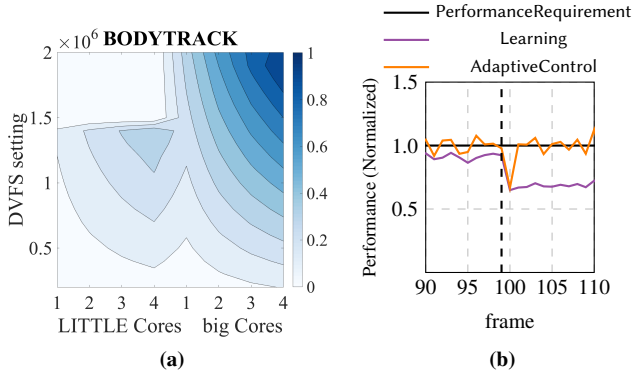 ×10^6 BODYTRACK
DVFS setting
2
1.5
1
0.5
1 2 3 4 1 2 3 4
LITTLE Cores big Cores
1
0.8
0.6
0.4
0.2
0
(a)
PerformanceRequirement
Learning
AdaptiveControl
Performance (Normalized)
1.5
1.0
0.5
90 95 100 105 110
frame
(b)